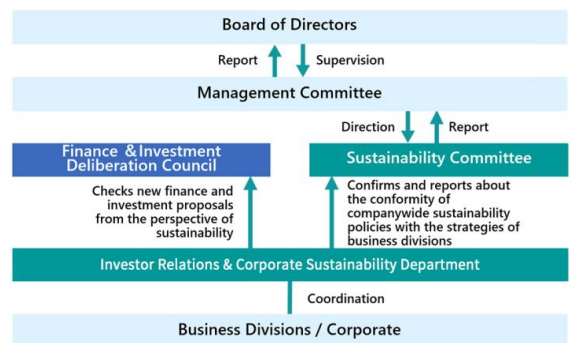 Board of Directors
Report
Supervision
Management Committee
Direction
Report
Finance &Investment
Deliberation Council
Sustainability Committee
Checks new finance and
investment proposals
from the perspective of
sustainability
Confirms and reports about
the conformity of
companywide sustainability
policies with the strategies of
business divisions
Investor Relations & Corporate Sustainability Department
Coordination
Business Divisions / Corporate